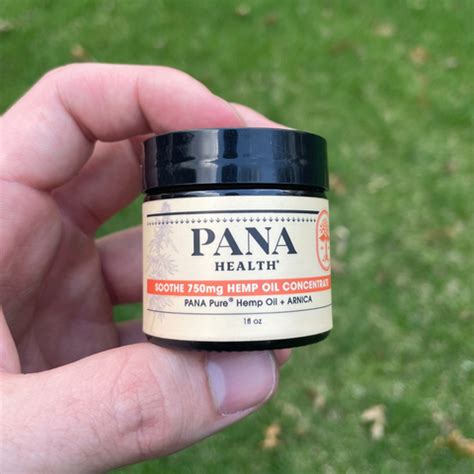 PANA
HEALTH®
SOOTHE 750mg HEMP OIL CONCENTRATE
PANA Pure® Hemp Oil + ARNICA
1fl oz